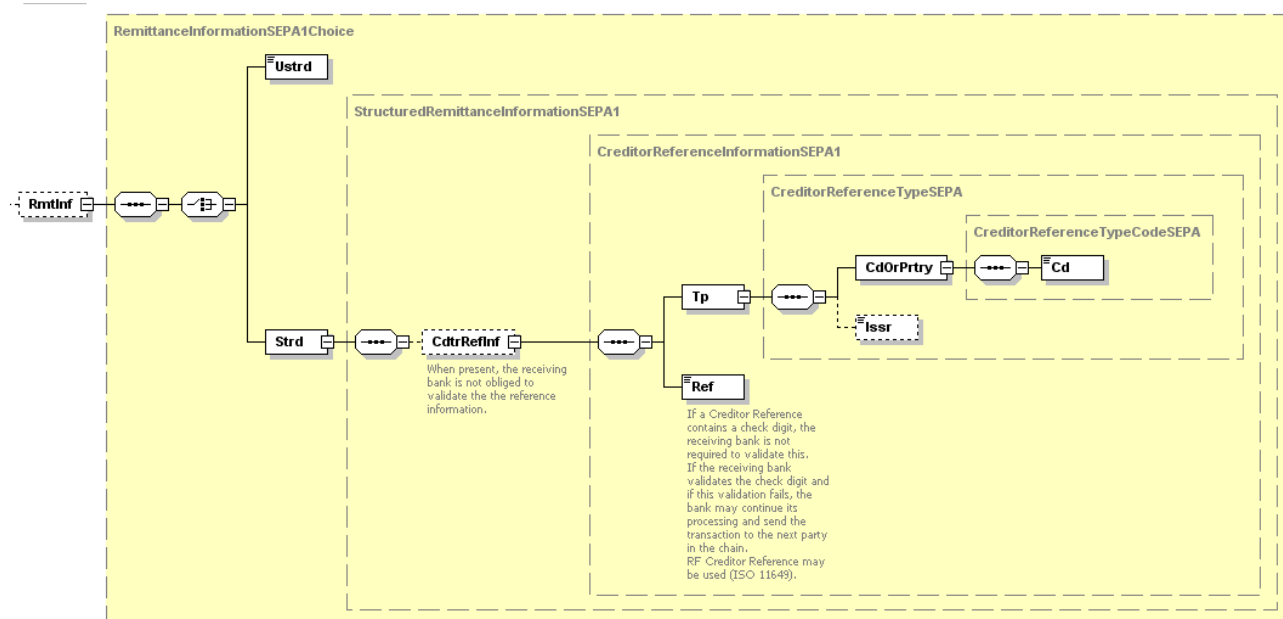 RemittanceInformationSEPA1Choice
Ustrd
StructuredRemittanceInformationSEPA1
CreditorReferenceInformationSEPA1
CreditorReferenceTypeSEPA
CreditorReferenceTypeCodeSEPA
RmtInf
CdOrPrtry
Cd
Tp
Issr
Strd
CdtrRefInf
When present, the receiving
bank is not obliged to
validate the the reference
information.
Ref
If a Creditor Reference
contains a check digit, the
receiving bank is not
required to validate this.
If the receiving bank
validates the check digit and
if this validation fails, the
bank may continue its
processing and send the
transaction to the next party
in the chain.
RF Creditor Reference may
be used (ISO 11649).